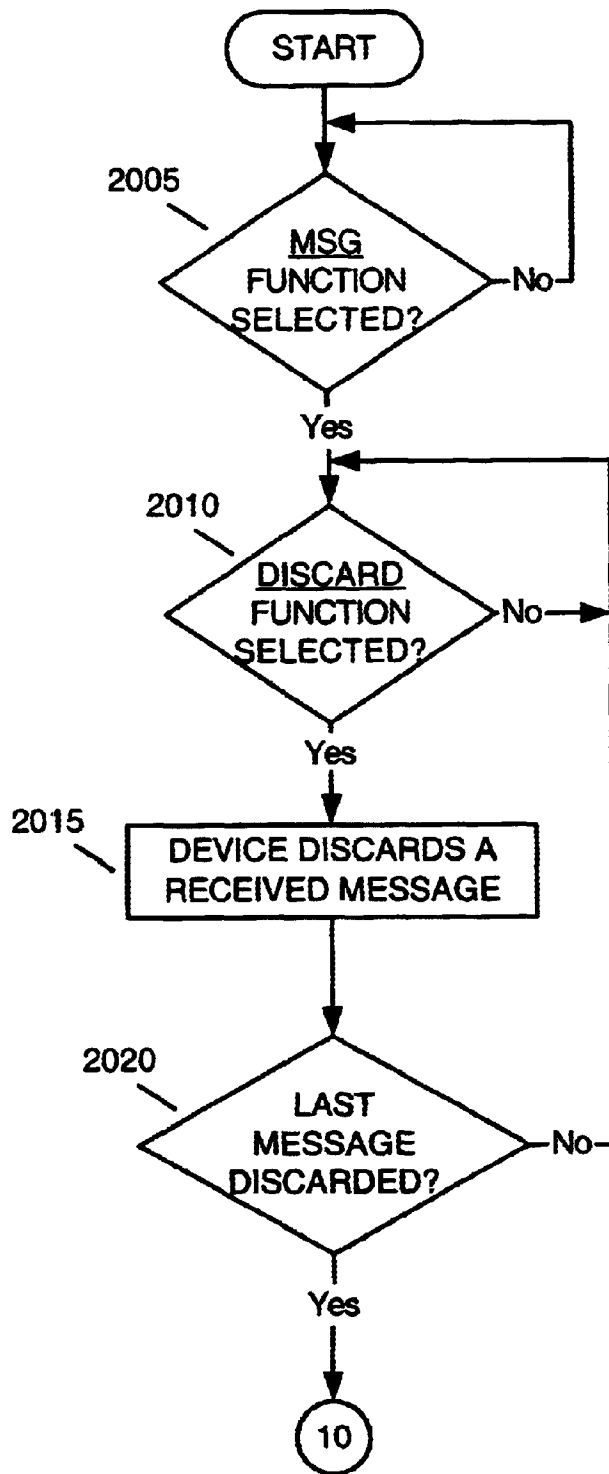 START
2005
MSG
FUNCTION
SELECTED?
No
Yes
2010
DISCARD
FUNCTION
SELECTED?
No
Yes
2015
DEVICE DISCARDS A
RECEIVED MESSAGE
2020
LAST
MESSAGE
DISCARDED?
No
Yes
10